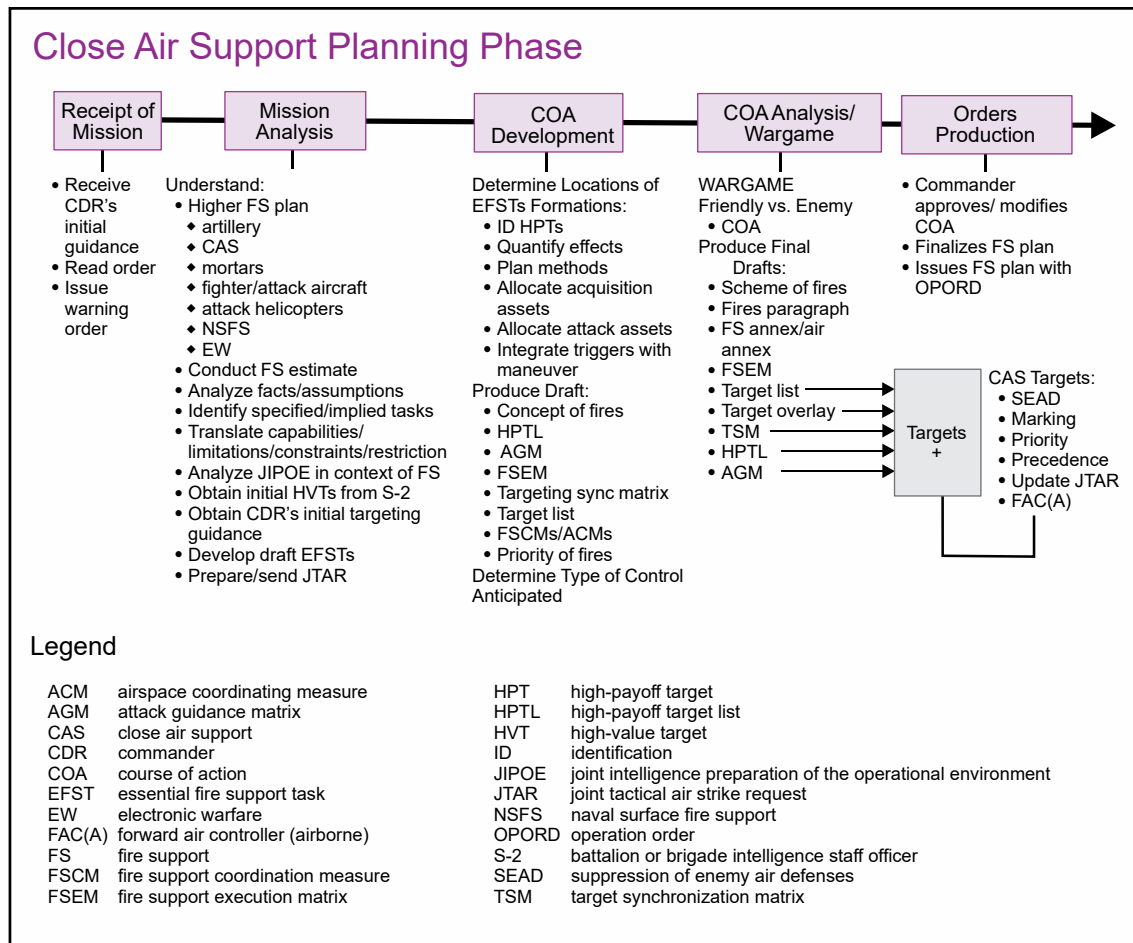 Close Air Support Planning Phase
Receipt of
Mission
• Receive
CDR's
initial
guidance
• Read order
• Issue
warning
order
Mission
Analysis
Understand:
• Higher FS plan
◆ artillery
◆ CAS
◆ mortars
◆ fighter/attack aircraft
◆ attack helicopters
◆ NSFS
◆ EW
• Conduct FS estimate
• Analyze facts/assumptions
• Identify specified/implied tasks
• Translate capabilities/
limitations/constraints/restriction
• Analyze JIPOE in context of FS
• Obtain initial HVTs from S-2
• Obtain CDR's initial targeting
guidance
• Develop draft EFSTs
• Prepare/send JTAR
COA
Development
Determine Locations of
EFSTs Formations:
• ID HPTs
• Quantify effects
• Plan methods
• Allocate acquisition
assets
• Allocate attack assets
• Integrate triggers with
maneuver
Produce Draft:
• Concept of fires
• HPTL
• AGM
• FSEM
• Targeting sync matrix
• Target list
• FSCMs/ACMs
• Priority of fires
Determine Type of Control
Anticipated
COA Analysis/
Wargame
WARGAME
Friendly vs. Enemy
• COA
Produce Final
Drafts:
• Scheme of fires
• Fires paragraph
• FS annex/air
annex
• FSEM
• Target list
• Target overlay
• TSM
• HPTL
• AGM
Orders
Production
• Commander
approves/ modifies
COA
• Finalizes FS plan
• Issues FS plan with
OPORD
Targets
+
CAS Targets:
• SEAD
• Marking
• Priority
• Precedence
• Update JTAR
• FAC(A)
Legend
ACM airspace coordinating measure
AGM attack guidance matrix
CAS close air support
CDR commander
COA course of action
EFST essential fire support task
EW electronic warfare
FAC(A) forward air controller (airborne)
FS fire support
FSCM fire support coordination measure
FSEM fire support execution matrix
HPT high-payoff target
HPTL high-payoff target list
HVT high-value target
ID identification
JIPOE joint intelligence preparation of the operational environment
JTAR joint tactical air strike request
NSFS naval surface fire support
OPORD operation order
S-2 battalion or brigade intelligence staff officer
SEAD suppression of enemy air defenses
TSM target synchronization matrix